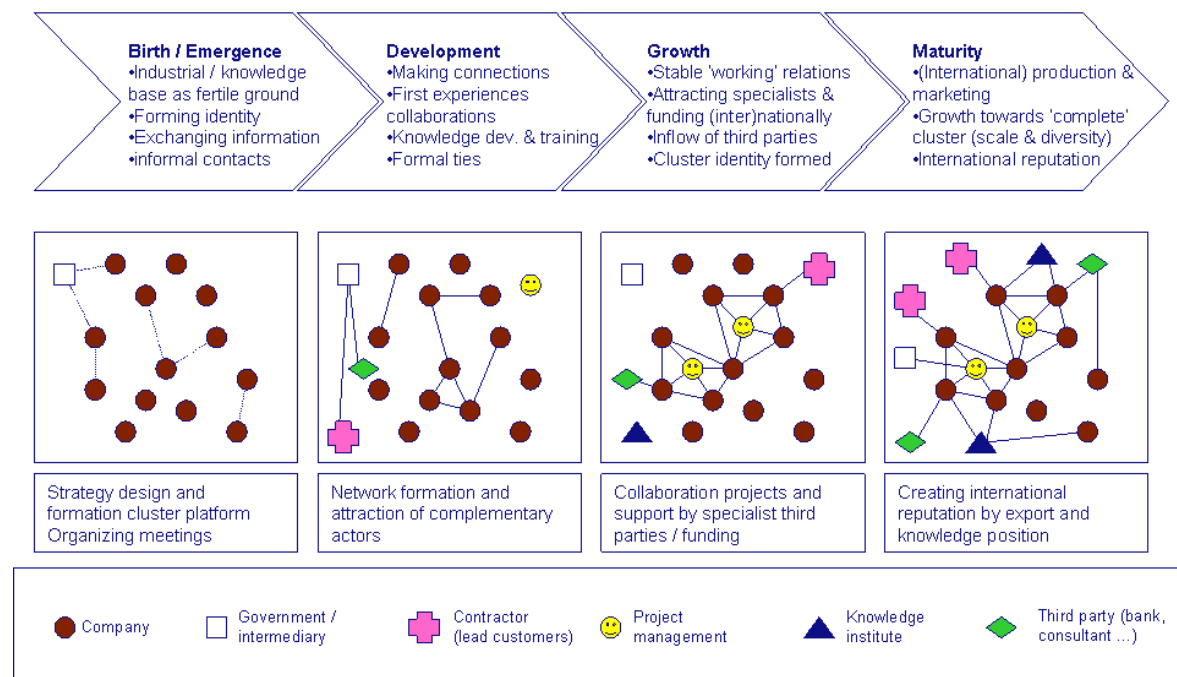 Birth / Emergence
•Industrial / knowledge
base as fertile ground
•Forming identity
•Exchanging information
•informal contacts
Development
•Making connections
•First experiences
collaborations
•Knowledge dev. & training
•Formal ties
Growth
•Stable 'working' relations
•Attracting specialists &
funding (inter)nationally
•Inflow of third parties
•Cluster identity formed
Maturity
•(International) production &
marketing
•Growth towards 'complete'
cluster (scale & diversity)
•International reputation
Strategy design and
formation cluster platform
Organizing meetings
Network formation and
attraction of complementary
actors
Collaboration projects and
support by specialist third
parties / funding
Creating international
reputation by export and
knowledge position
Company
Government /
intermediary
Contractor
(lead customers)
Project
management
Knowledge
institute
Third party (bank,
consultant ...)